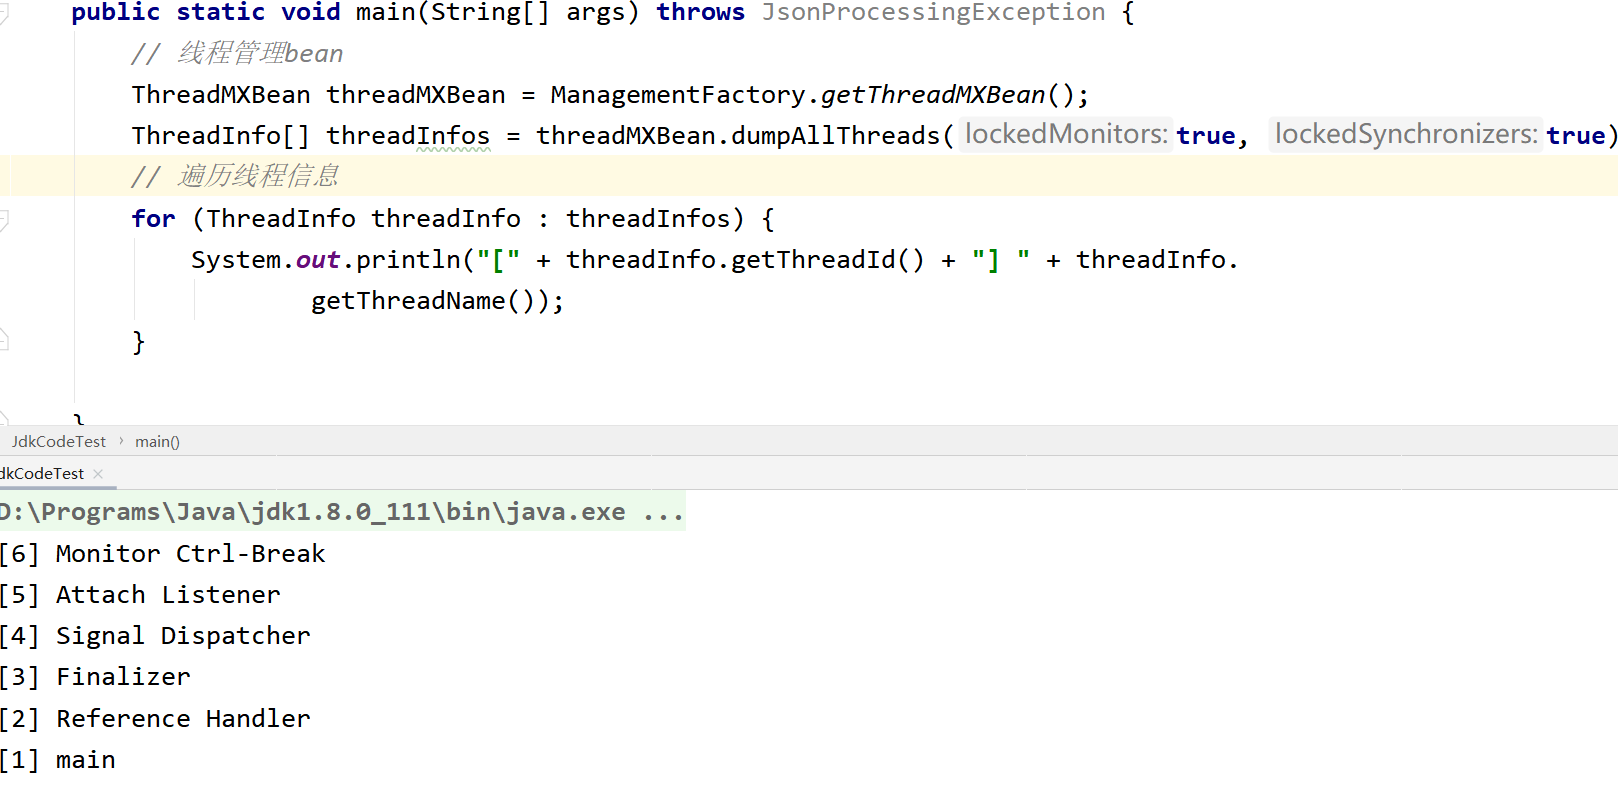 public static void main(String[] args) throws JsonProcessingException {
// 线程管理bean
ThreadMXBean threadMXBean = ManagementFactory.getThreadMXBean();
ThreadInfo[] threadInfos = threadMXBean.dumpAllThreads( lockedMonitors: true, lockedSynchronizers: true)
// 遍历线程信息
for (ThreadInfo threadInfo : threadInfos) {
System.out.println("[" + threadInfo.getThreadId() + "] " + threadInfo.
getThreadName());
}
}
JdkCodeTest › main()
dkCodeTest ×
D:\Programs\Java\jdk1.8.0_111\bin\java.exe ...
[6] Monitor Ctrl-Break
[5] Attach Listener
[4] Signal Dispatcher
[3] Finalizer
[2] Reference Handler
[1] main